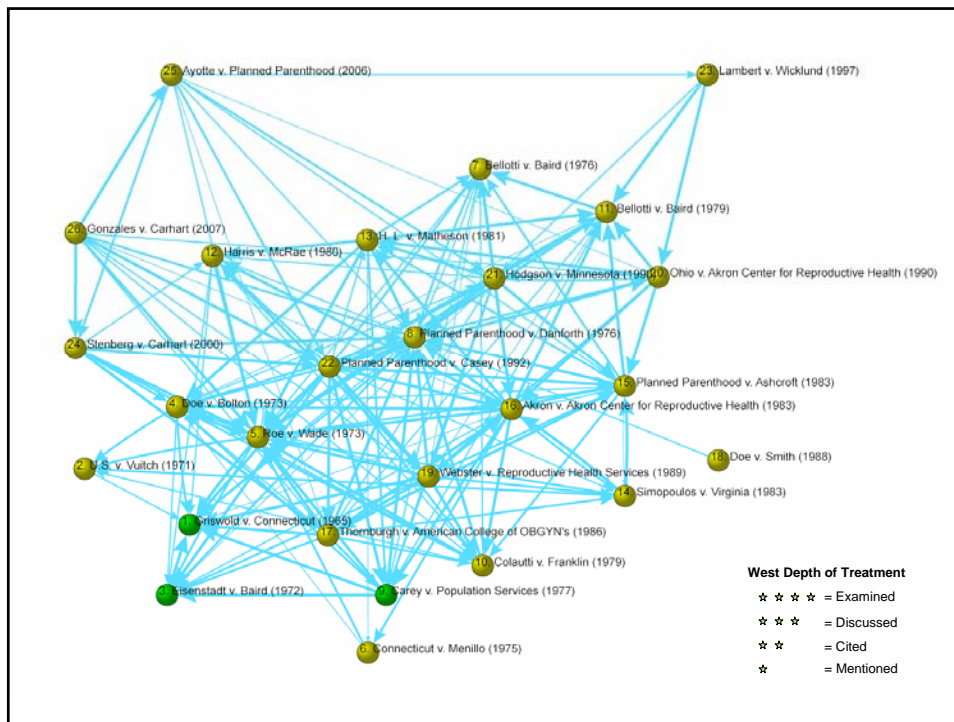 25. Ayotte v. Planned Parenthood (2006)
23. Lambert v. Wicklund (1997)
7. Bellotti v. Baird (1976)
11. Bellotti v. Baird (1979)
26. Gonzales v. Carhart (2007)
13. H. L. v. Matheson (1981)
12. Harris v. McRae (1980)
21. Hodgson v. Minnesota (1990)
20. Ohio v. Akron Center for Reproductive Health (1990)
8. Planned Parenthood v. Danforth (1976)
24. Stenberg v. Carhart (2000)
22. Planned Parenthood v. Casey (1992)
15. Planned Parenthood v. Ashcroft (1983)
4. Doe v. Bolton (1973)
16. Akron v. Akron Center for Reproductive Health (1983)
5. Roe v. Wade (1973)
2. U.S. v. Vuitch (1971)
18. Doe v. Smith (1988)
19. Webster v. Reproductive Health Services (1989)
14. Simopoulos v. Virginia (1983)
1. Griswold v. Connecticut (1965)
17. Thornburgh v. American College of OBGYN's (1986)
10. Colautti v. Franklin (1979)
3. Eisenstadt v. Baird (1972)
9. Carey v. Population Services (1977)
6. Connecticut v. Menillo (1975)
West Depth of Treatment
= Examined
= Discussed
= Cited
= Mentioned